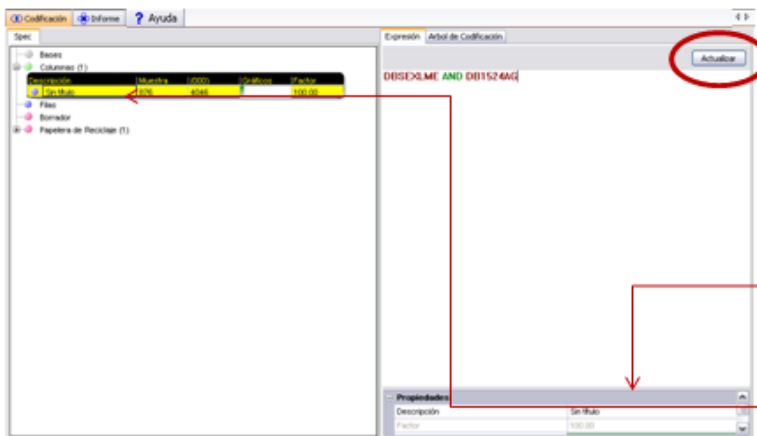 Codificación Informe ? Ayuda
Spec
Bases
Columnas (1)
Descripción Muestra (000) Gráficos Factor
Sin título 876 4046 100.00
Filas
Borrador
Papelera de Reciclaje (1)
Expresión Arbol de Codificación
Actualizar
DBSEXLME AND DB1524AG
Propiedades
Descripción Sin título
Factor 100.00